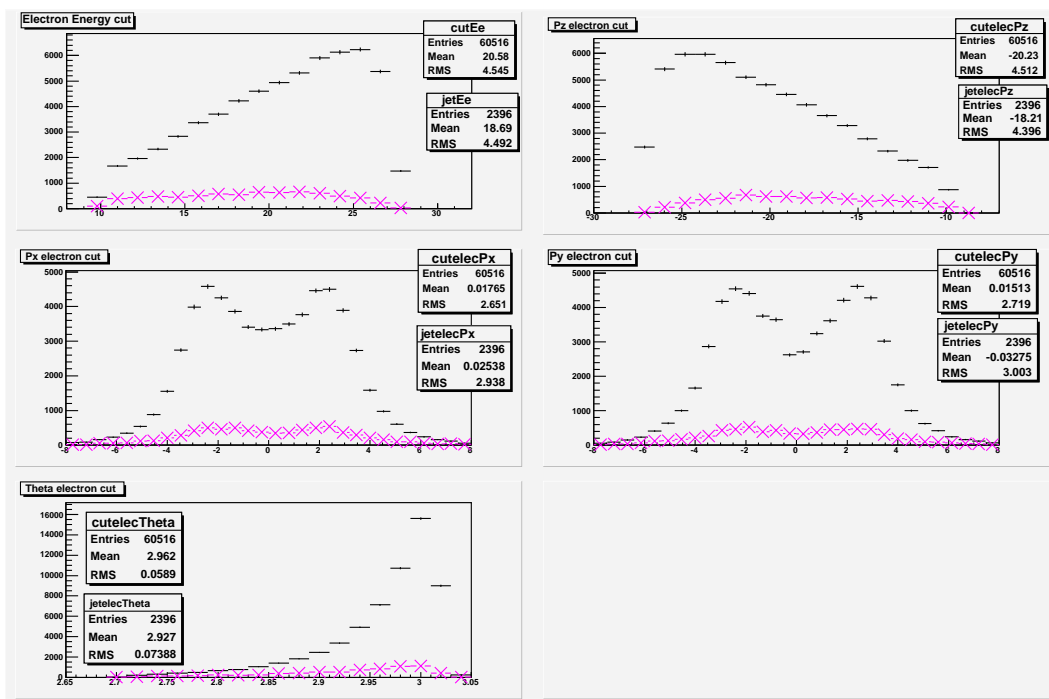 Electron Energy cut
cutEe
Entries 60516
Mean 20.58
RMS 4.545
jetEe
Entries 2396
Mean 18.69
RMS 4.492
6000
5000
4000
3000
2000
1000
0
10 15 20 25 30
Pz electron cut
cutelecPz
Entries 60516
Mean -20.23
RMS 4.512
jetelecPz
Entries 2396
Mean -18.21
RMS 4.396
6000
5000
4000
3000
2000
1000
0
-30 -25 -20 -15 -10
Px electron cut
cutelecPx
Entries 60516
Mean 0.01765
RMS 2.651
jetelecPx
Entries 2396
Mean 0.02538
RMS 2.938
5000
4000
3000
2000
1000
0
-8 -6 -4 -2 0 2 4 6 8
Py electron cut
cutelecPy
Entries 60516
Mean 0.01513
RMS 2.719
jetelecPy
Entries 2396
Mean -0.03275
RMS 3.003
5000
4000
3000
2000
1000
0
-8 -6 -4 -2 0 2 4 6 8
Theta electron cut
cutelecTheta
Entries 60516
Mean 2.962
RMS 0.0589
jetelecTheta
Entries 2396
Mean 2.927
RMS 0.07388
16000
14000
12000
10000
8000
6000
4000
2000
0
2.65 2.7 2.75 2.8 2.85 2.9 2.95 3 3.05